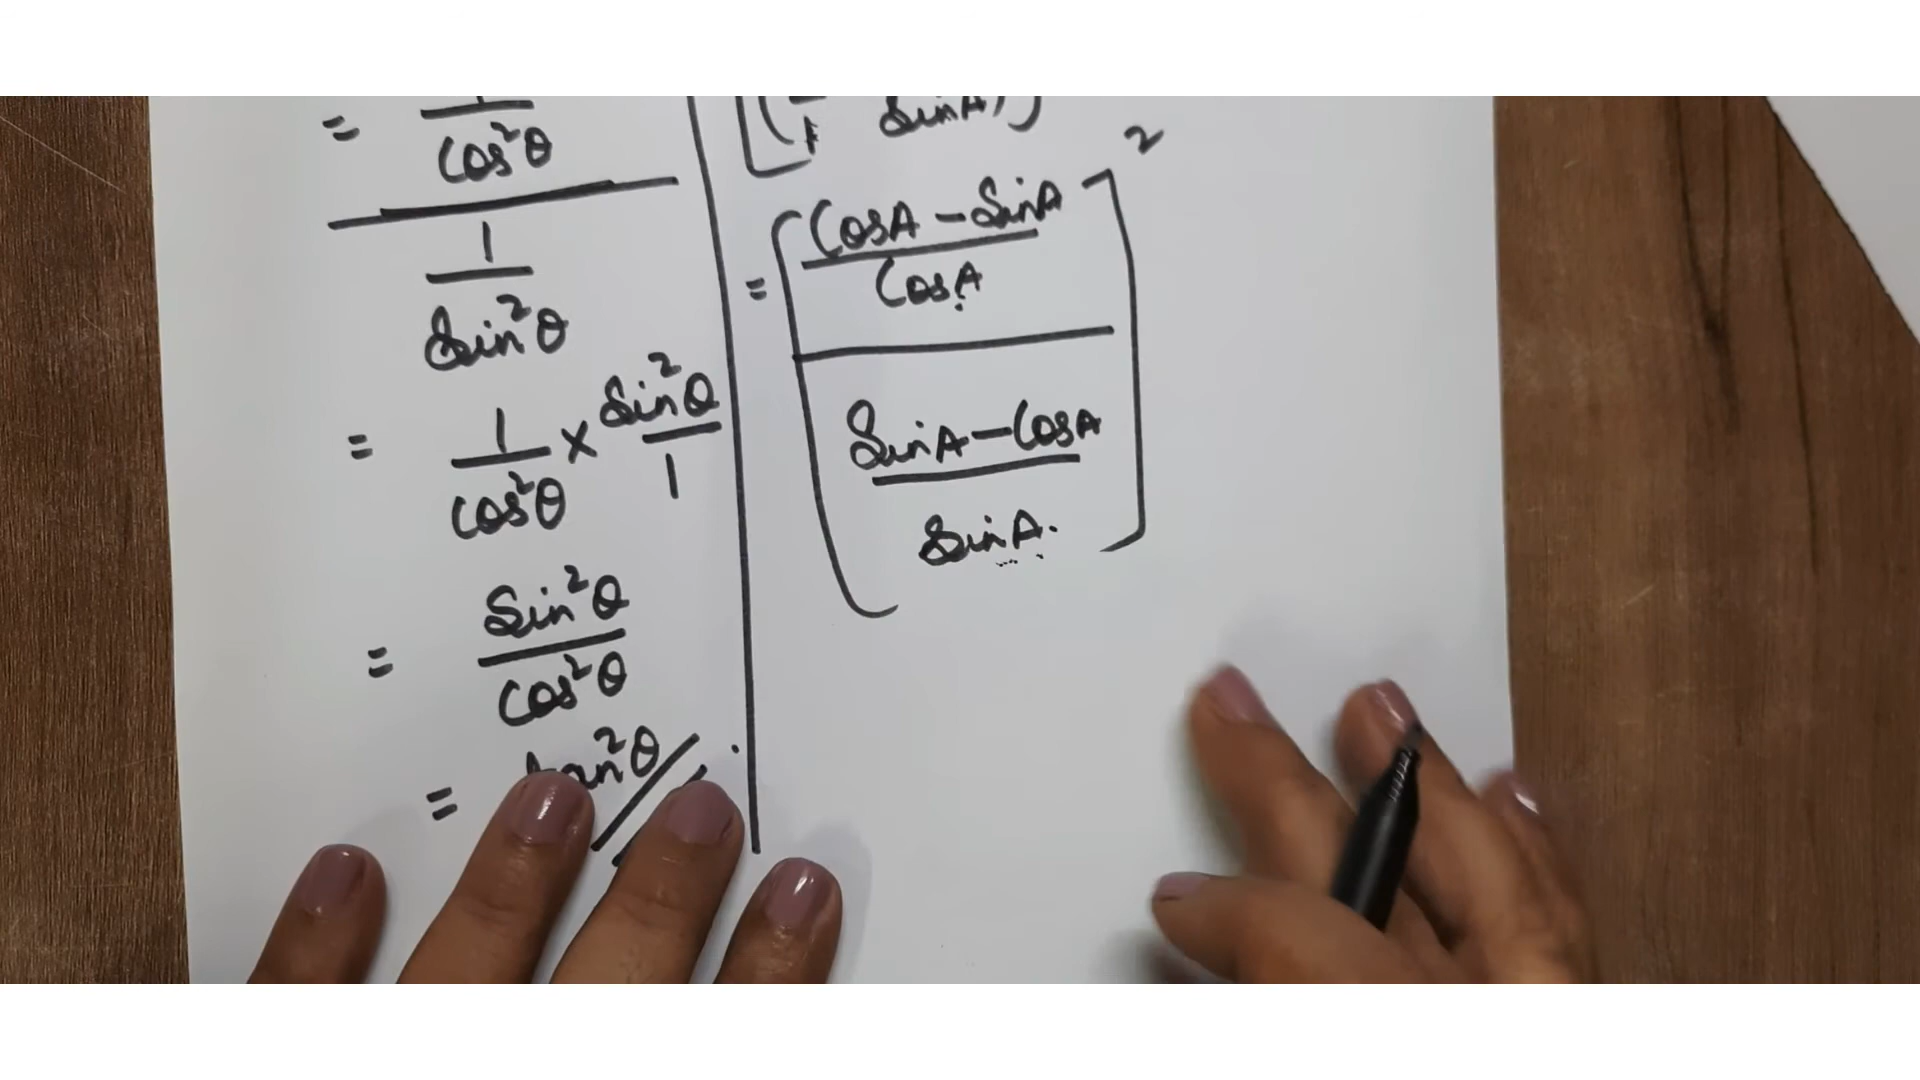 = 1/cos²θ
1/sin²θ
= 1/cos²θ × sin²θ/1
= sin²θ/cos²θ
= tan²θ
sinA
2
= [(CosA - SinA)/CosA
(SinA - CosA)/SinA.]